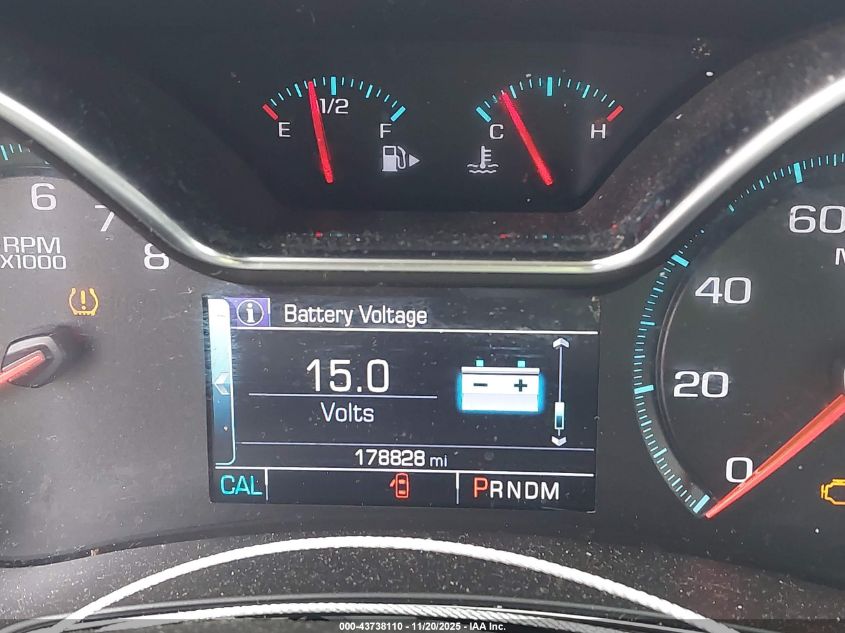 1/2
E F
C H
6
7
8
RPM
X1000
60
40
20
0
Battery Voltage
15.0
Volts
178828 mi
CAL
PRNDM
000-43738110 - 11/20/2025 - IAA Inc.